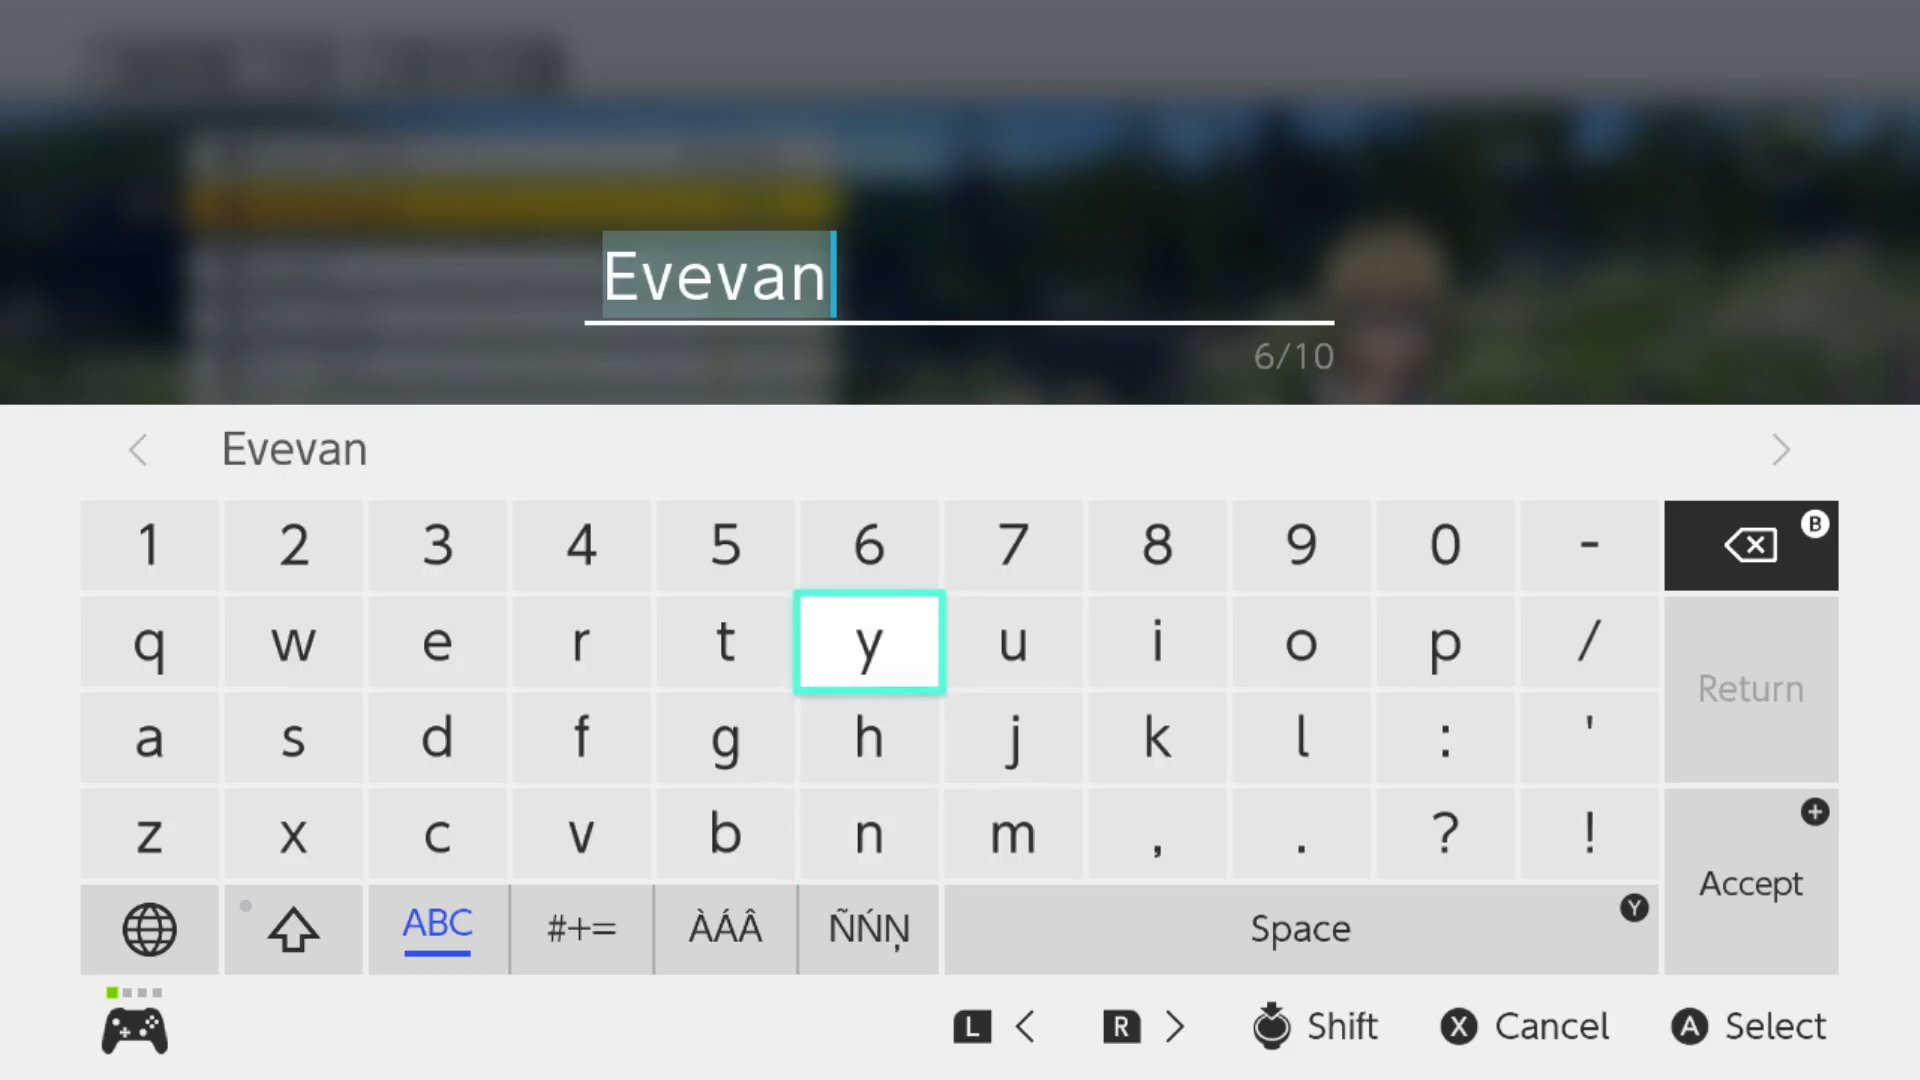 Evevan
6/10
Evevan
1 2 3 4 5 6 7 8 9 0 - B
q w e r t y u i o p /
Return
a s d f g h j k l : '
z x c v b n m , . ? ! +
Accept
ABC #+= ÀÁÂ ÑŃŅ Space Y
L < R > Shift X Cancel A Select